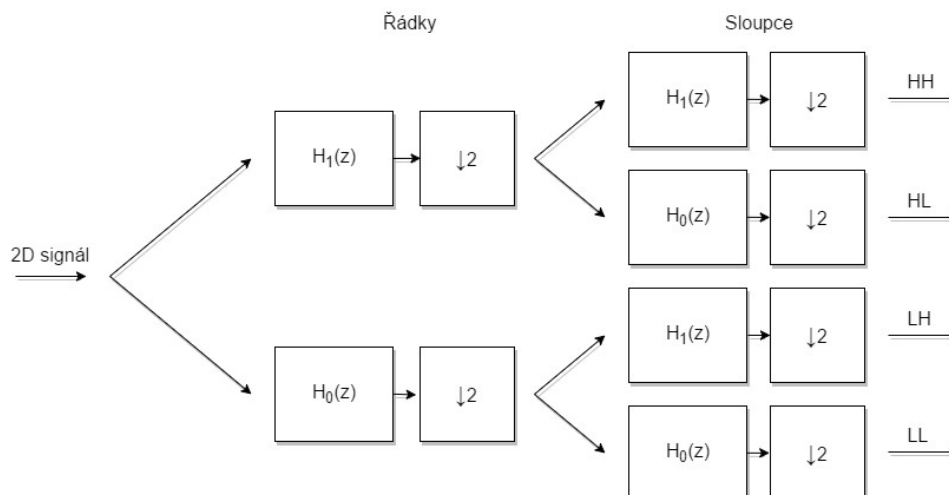 Řádky
Sloupce
H1(z)
↓2
HH
H1(z)
↓2
H0(z)
↓2
HL
2D signál
H1(z)
↓2
LH
H0(z)
↓2
H0(z)
↓2
LL